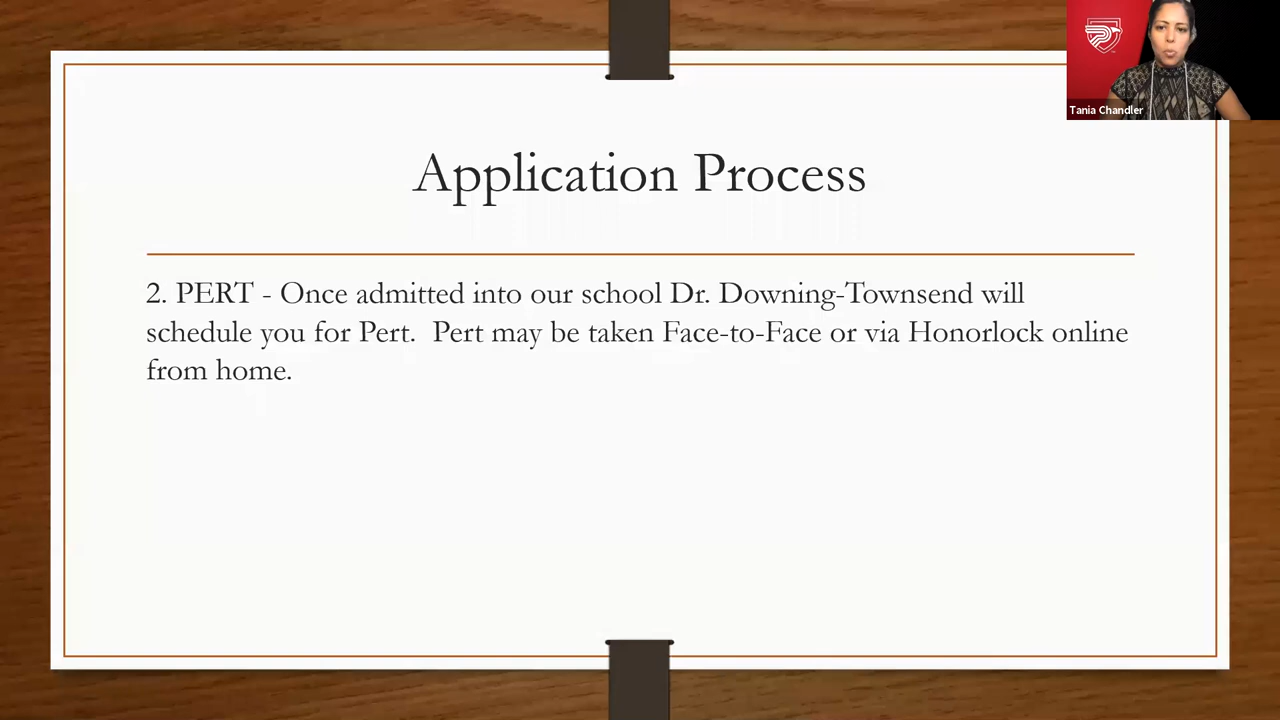 Tania Chandler
Application Process
2. PERT - Once admitted into our school Dr. Downing-Townsend will
schedule you for Pert.  Pert may be taken Face-to-Face or via Honorlock online
from home.